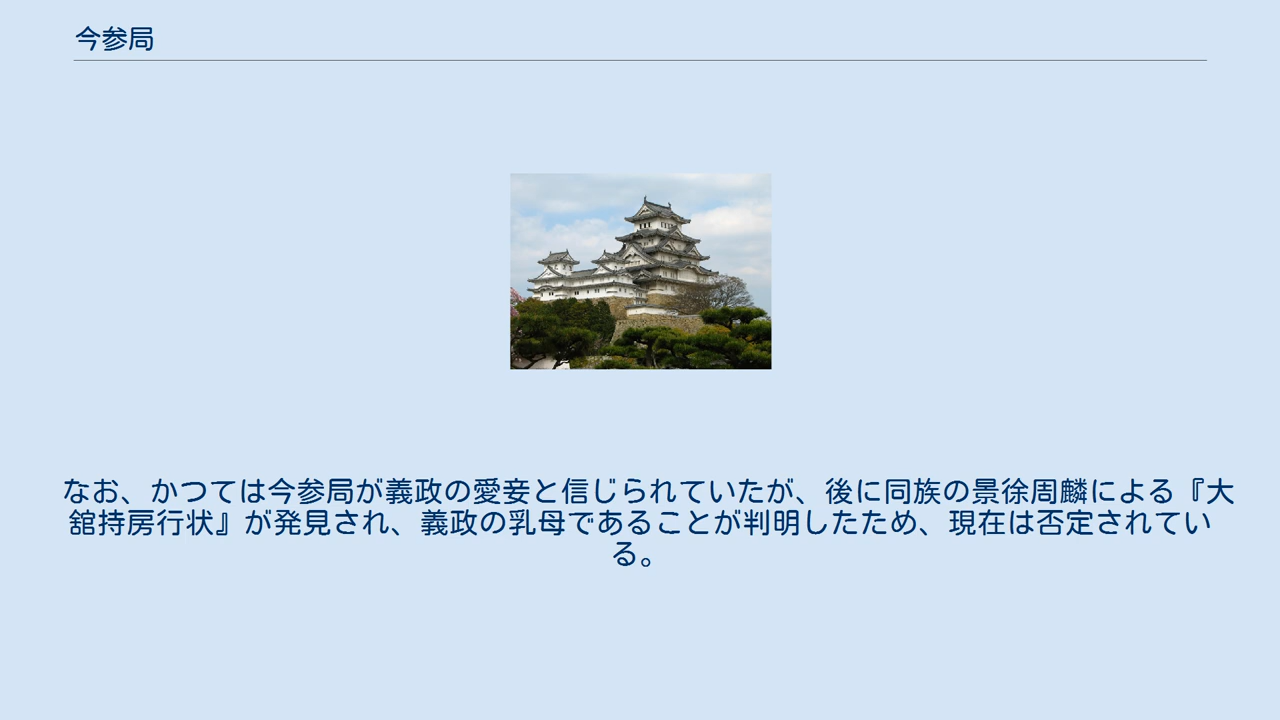 今参局
なお、かつては今参局が義政の愛妾と信じられていたが、後に同族の景徐周麟による『大
舘持房行状』が発見され、義政の乳母であることが判明したため、現在は否定されてい
る。